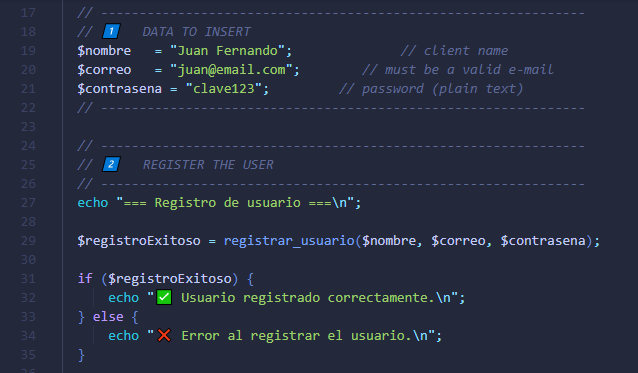 17 // ---------------------------------------------------------------
18 // 1️⃣ DATA TO INSERT
19 $nombre   = "Juan Fernando";              // client name
20 $correo   = "juan@email.com";        // must be a valid e-mail
21 $contrasena = "clave123";         // password (plain text)
22 // ---------------------------------------------------------------
23
24 // ---------------------------------------------------------------
25 // 2️⃣ REGISTER THE USER
26 // ---------------------------------------------------------------
27 echo "=== Registro de usuario ===\n";
28
29 $registroExitoso = registrar_usuario($nombre, $correo, $contrasena);
30
31 if ($registroExitoso) {
32     echo "✅ Usuario registrado correctamente.\n";
33 } else {
34     echo "❌ Error al registrar el usuario.\n";
35 }